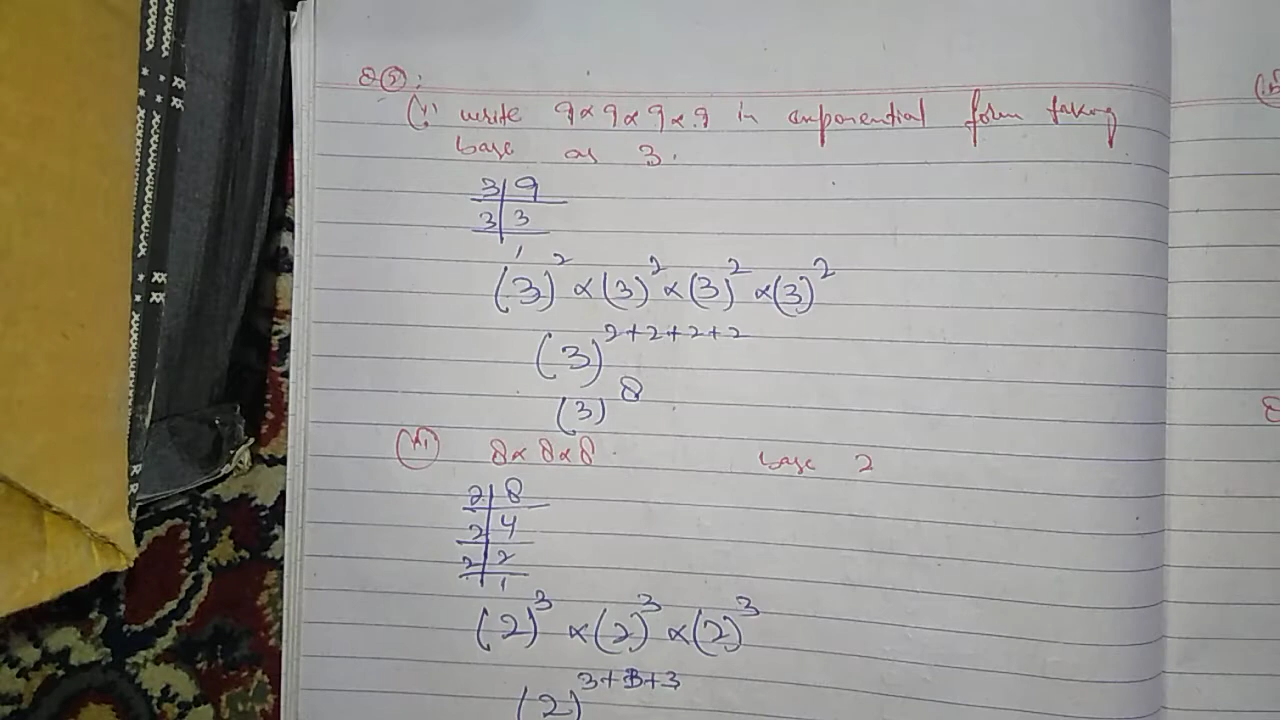 Q(5):
(i) write 9 × 9 × 9 × 9 in exponential form taking
base as 3.
3 | 9
3 | 3
1
(3)² × (3)² × (3)² × (3)²
(3)²⁺²⁺²⁺²
(3)⁸
8 × 8 × 8. base 2
2 | 8
2 | 4
2 | 2
1
(2)³ × (2)³ × (2)³
(2)³⁺³⁺³